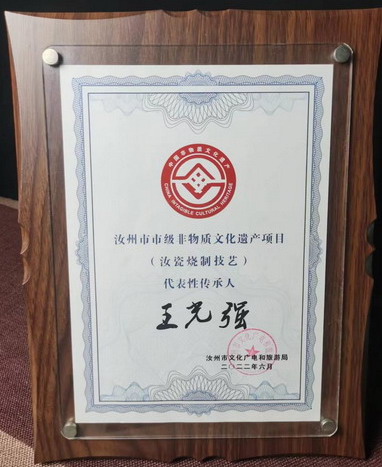 中国非物质文化遗产
CHINA INTANGIBLE CULTURAL HERITAGE
汝州市市级非物质文化遗产项目
（汝瓷烧制技艺）
代表性传承人
王光强
汝州市文化广电和旅游局
二〇二二年六月